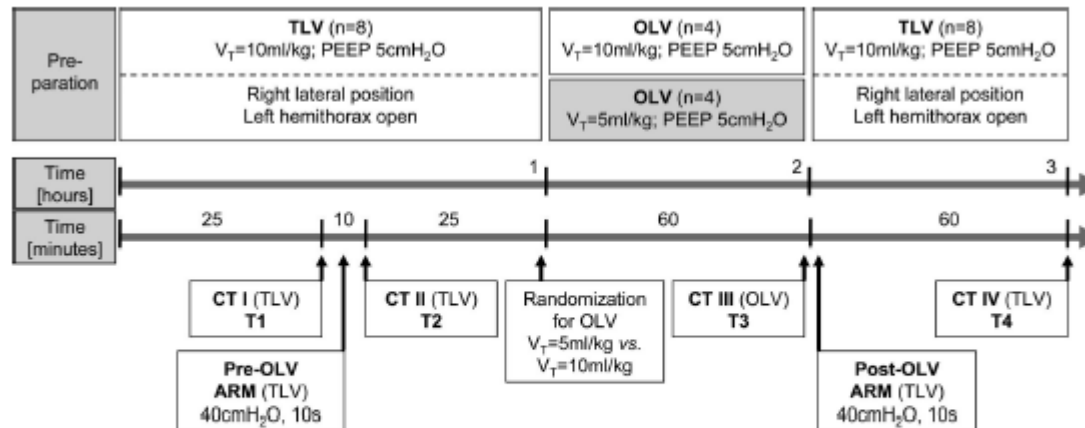 Pre-
paration
TLV (n=8)
V_T=10ml/kg; PEEP 5cmH₂O
Right lateral position
Left hemithorax open
OLV (n=4)
V_T=10ml/kg; PEEP 5cmH₂O
OLV (n=4)
V_T=5ml/kg; PEEP 5cmH₂O
TLV (n=8)
V_T=10ml/kg; PEEP 5cmH₂O
Right lateral position
Left hemithorax open
Time
[hours]
1
2
3
Time
[minutes]
25
10
25
60
60
CT I (TLV)
T1
CT II (TLV)
T2
Randomization
for OLV
V_T=5ml/kg vs.
V_T=10ml/kg
CT III (OLV)
T3
CT IV (TLV)
T4
Pre-OLV
ARM (TLV)
40cmH₂O, 10s
Post-OLV
ARM (TLV)
40cmH₂O, 10s